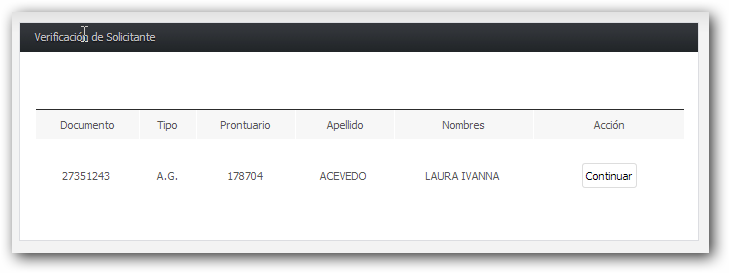 Verificación de Solicitante
Documento Tipo Prontuario Apellido Nombres Acción
27351243 A.G. 178704 ACEVEDO LAURA IVANNA Continuar